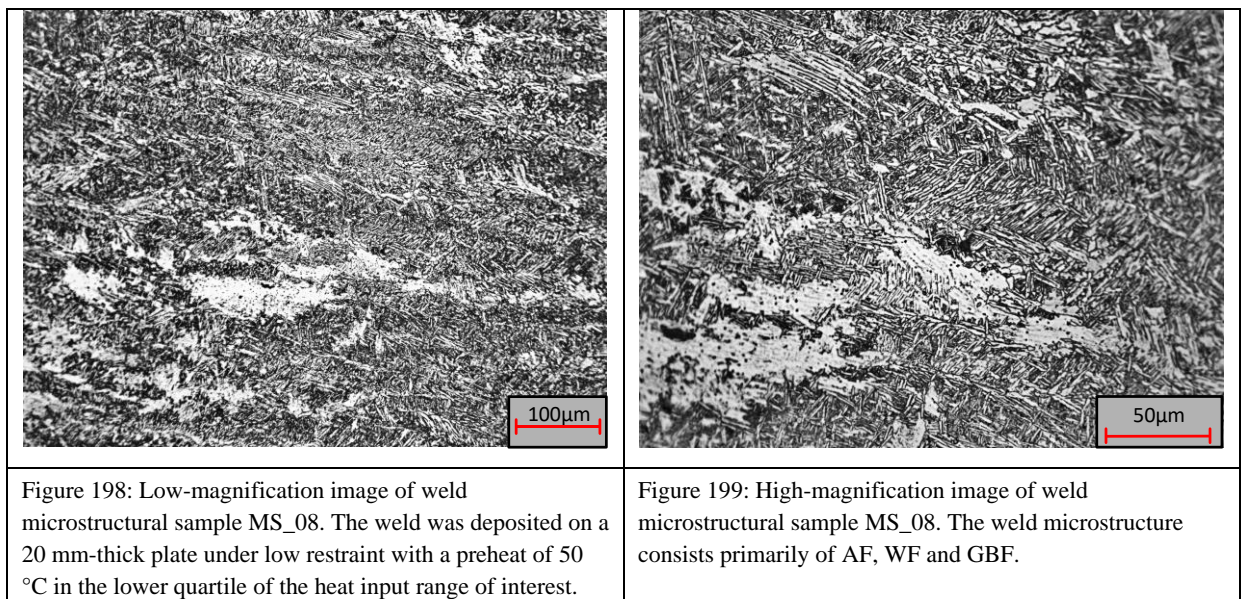 100µm
50µm
Figure 198: Low-magnification image of weld
microstructural sample MS_08. The weld was deposited on a
20 mm-thick plate under low restraint with a preheat of 50
°C in the lower quartile of the heat input range of interest.
Figure 199: High-magnification image of weld
microstructural sample MS_08. The weld microstructure
consists primarily of AF, WF and GBF.